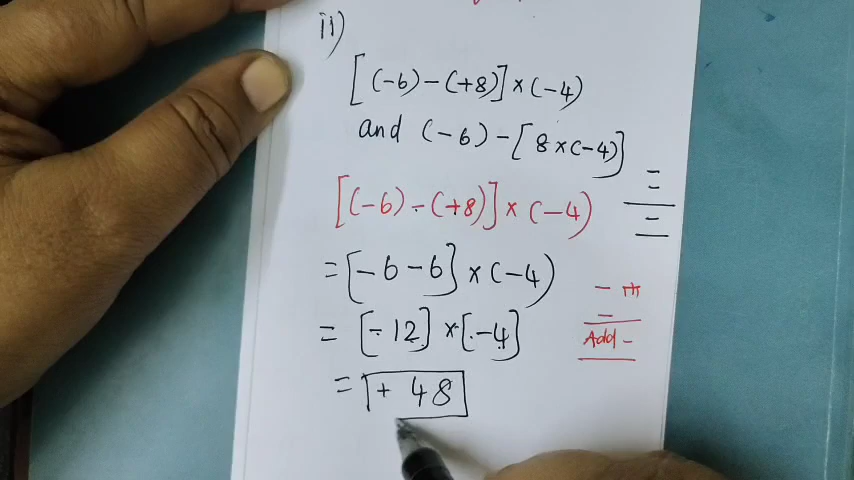 ii)
[(-6)-(+8)]×(-4)
and (-6)-[8×(-4)]
[(-6)-(+8)]×(-4)
=[-6-6]×(-4)
=[-12]×[-4]
=+48
Add-